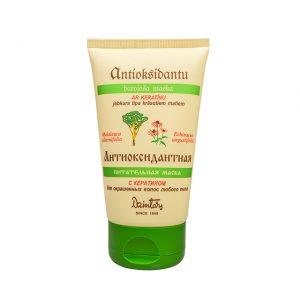 Antioksidantu
barojoša maska
AR KERATĪNU
jebkura tipa krāsotiem matiem
Melaleuca
alternifolia
Echinacea
angustifolia
Антиоксидантная
ПИТАТЕЛЬНАЯ МАСКА
С КЕРАТИНОМ
для окрашенных волос любого типа
Dzintars
SINCE 1849